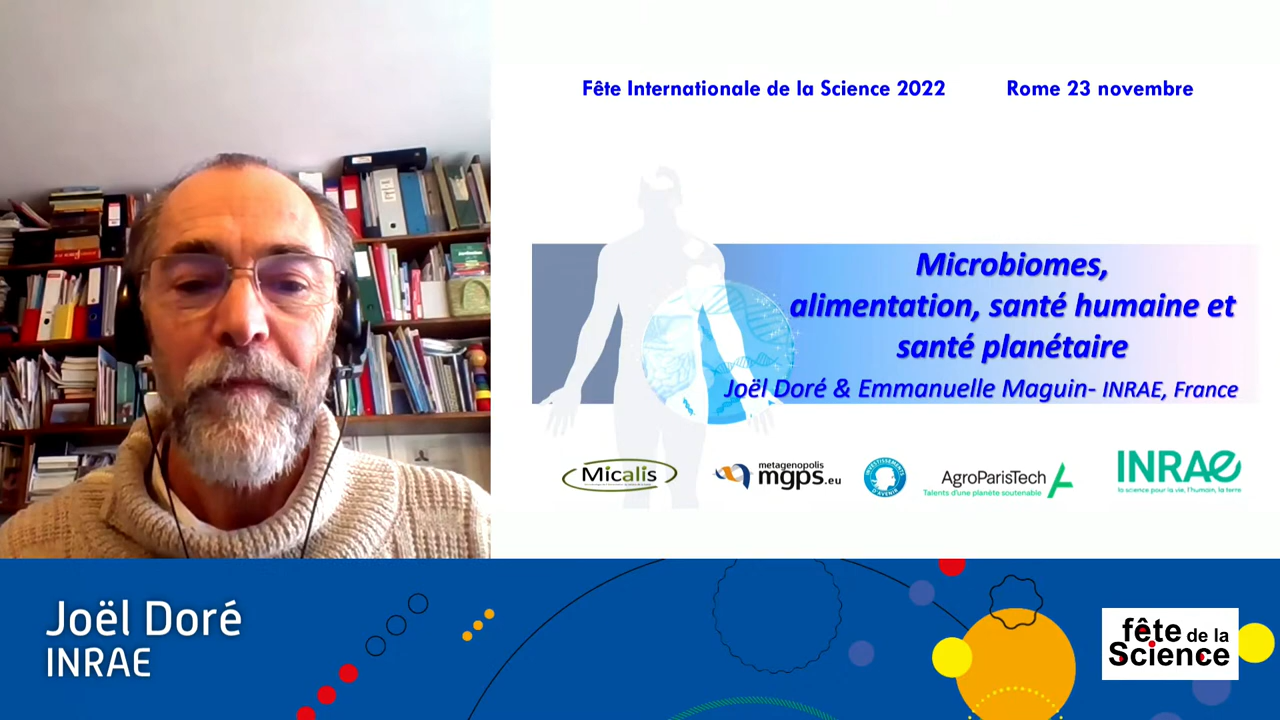 Fête Internationale de la Science 2022 Rome 23 novembre
Microbiomes,
alimentation, santé humaine et
santé planétaire
Joël Doré & Emmanuelle Maguin- INRAE, France
Micalis
metagenopolis
mgps.eu
INVESTISSEMENTS
D'AVENIR
AgroParisTech
Talents d'une planète soutenable
INRAE
la science pour la vie, l'humain, la terre
Joël Doré
INRAE
fête de la
Science